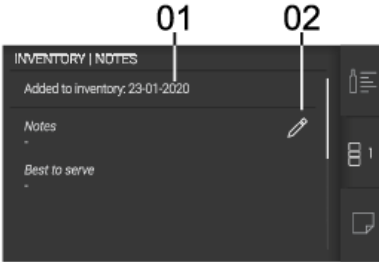 01 02
INVENTORY | NOTES
Added to inventory: 23-01-2020
Notes
-
Best to serve
-
1